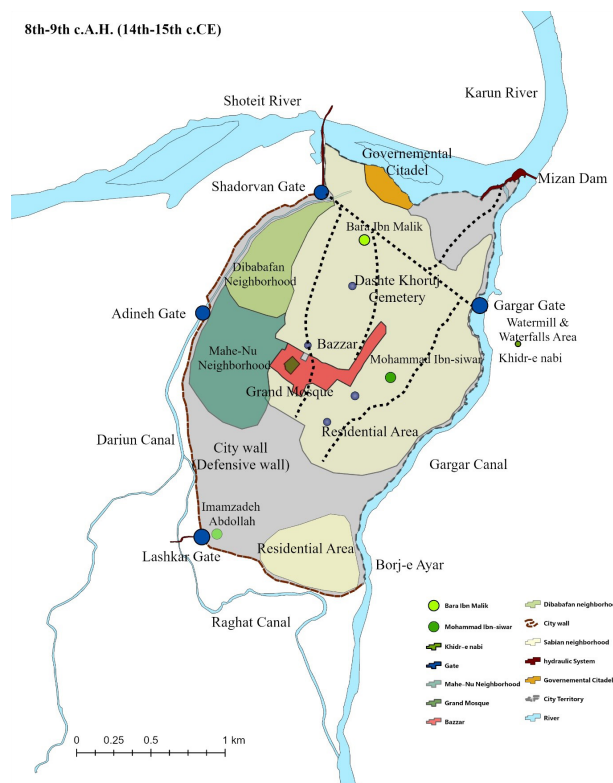 8th-9th c.A.H. (14th-15th c.CE)
Karun River
Shoteit River
Governemental
Citadel
Mizan Dam
Shadorvan Gate
Bara Ibn Malik
Dibabafan
Neighborhood
Dashte Khoruj
Cemetery
Gargar Gate
Adineh Gate
Watermill &
Waterfalls Area
Bazzar
Mahe-Nu
Neighborhood
Mohammad Ibn-siwar
Khidr-e nabi
Grand Mosque
Residential Area
Dariun Canal
City wall
(Defensive wall)
Gargar Canal
Imamzadeh
Abdollah
Lashkar Gate
Residential Area
Borj-e Ayar
Raghat Canal
Bara Ibn Malik
Mohammad Ibn-siwar
Khidr-e nabi
Gate
Mahe-Nu Neighborhood
Grand Mosque
Bazzar
Dibabafan neighborho
City wall
Sabian neighborhood
hydraulic System
Governemental Citadel
City Territory
River
0 0.25 0.5 1 km